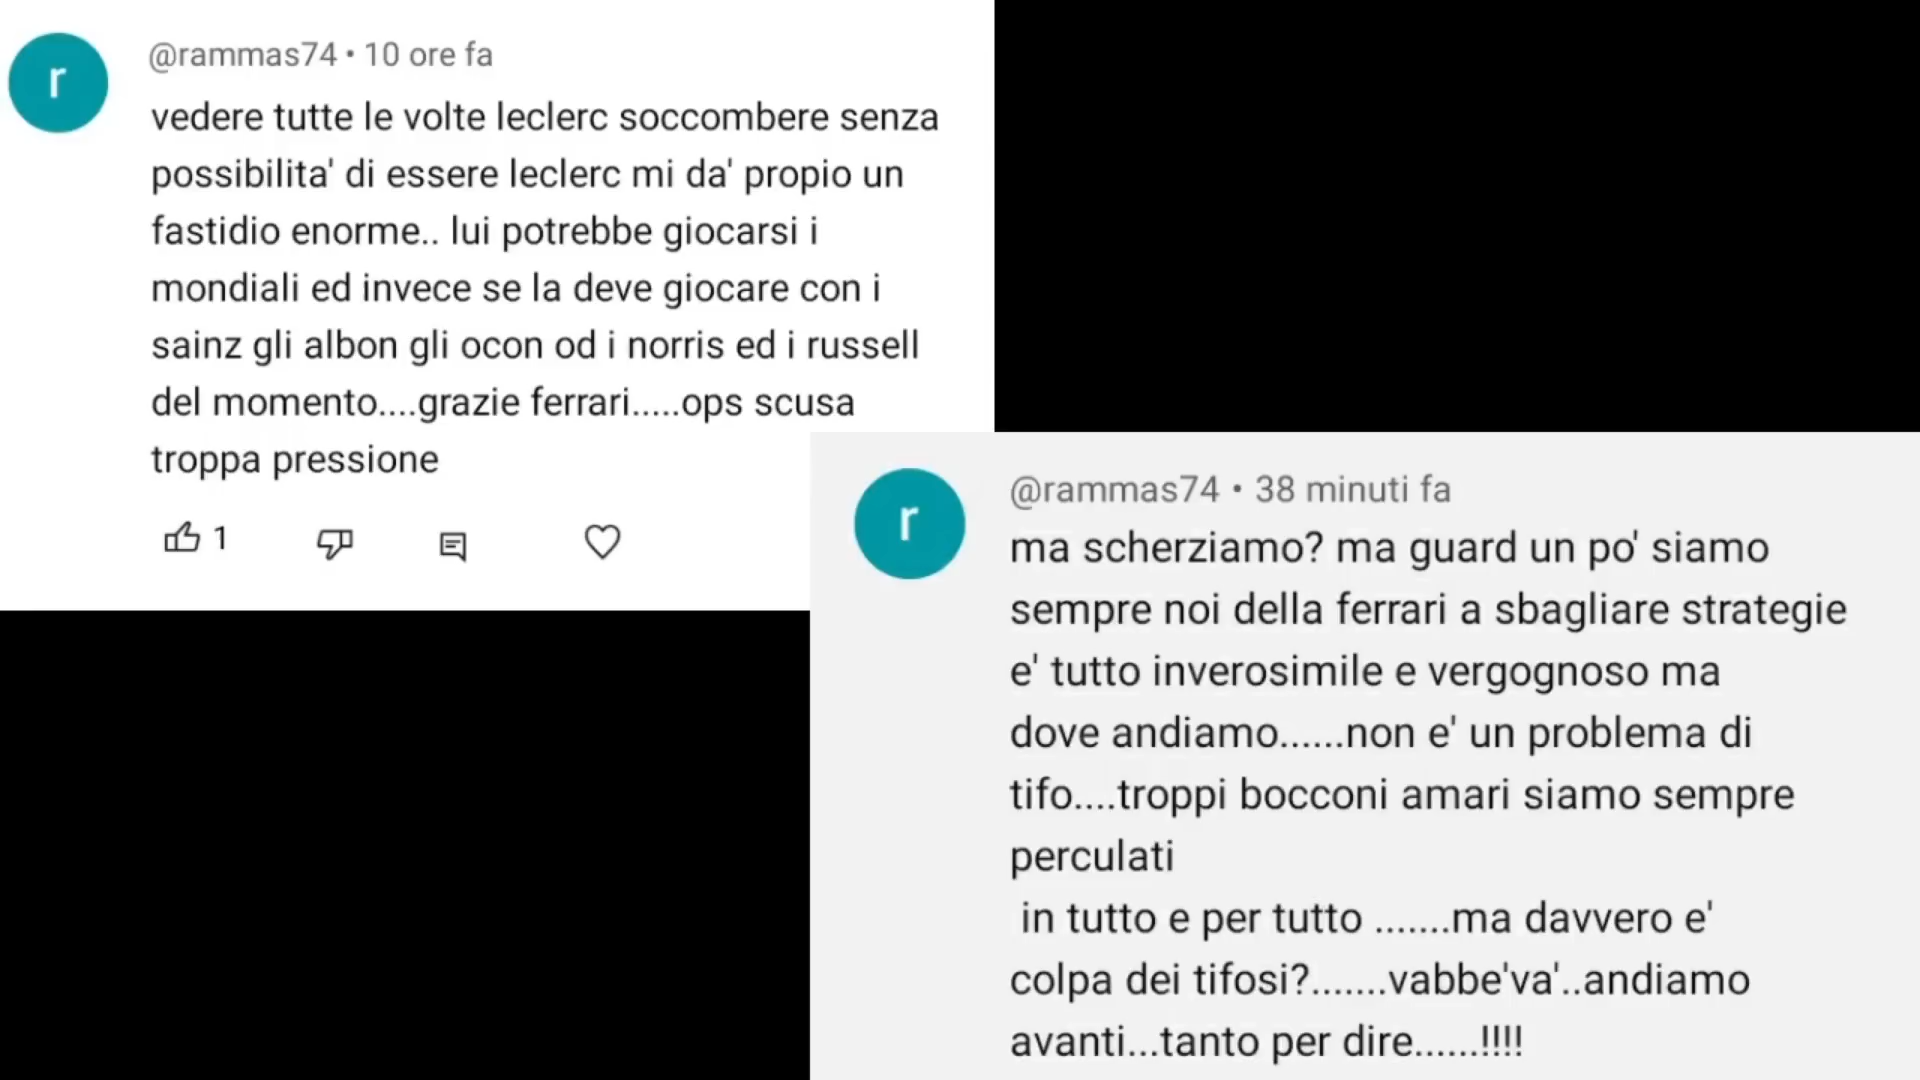 r
@rammas74 • 10 ore fa
vedere tutte le volte leclerc soccombere senza
possibilita' di essere leclerc mi da' propio un
fastidio enorme.. lui potrebbe giocarsi i
mondiali ed invece se la deve giocare con i
sainz gli albon gli ocon od i norris ed i russell
del momento....grazie ferrari.....ops scusa
troppa pressione
1
r
@rammas74 • 38 minuti fa
ma scherziamo? ma guard un po' siamo
sempre noi della ferrari a sbagliare strategie
e' tutto inverosimile e vergognoso ma
dove andiamo......non e' un problema di
tifo....troppi bocconi amari siamo sempre
perculati
in tutto e per tutto .......ma davvero e'
colpa dei tifosi?.......vabbe'va'..andiamo
avanti...tanto per dire......!!!!